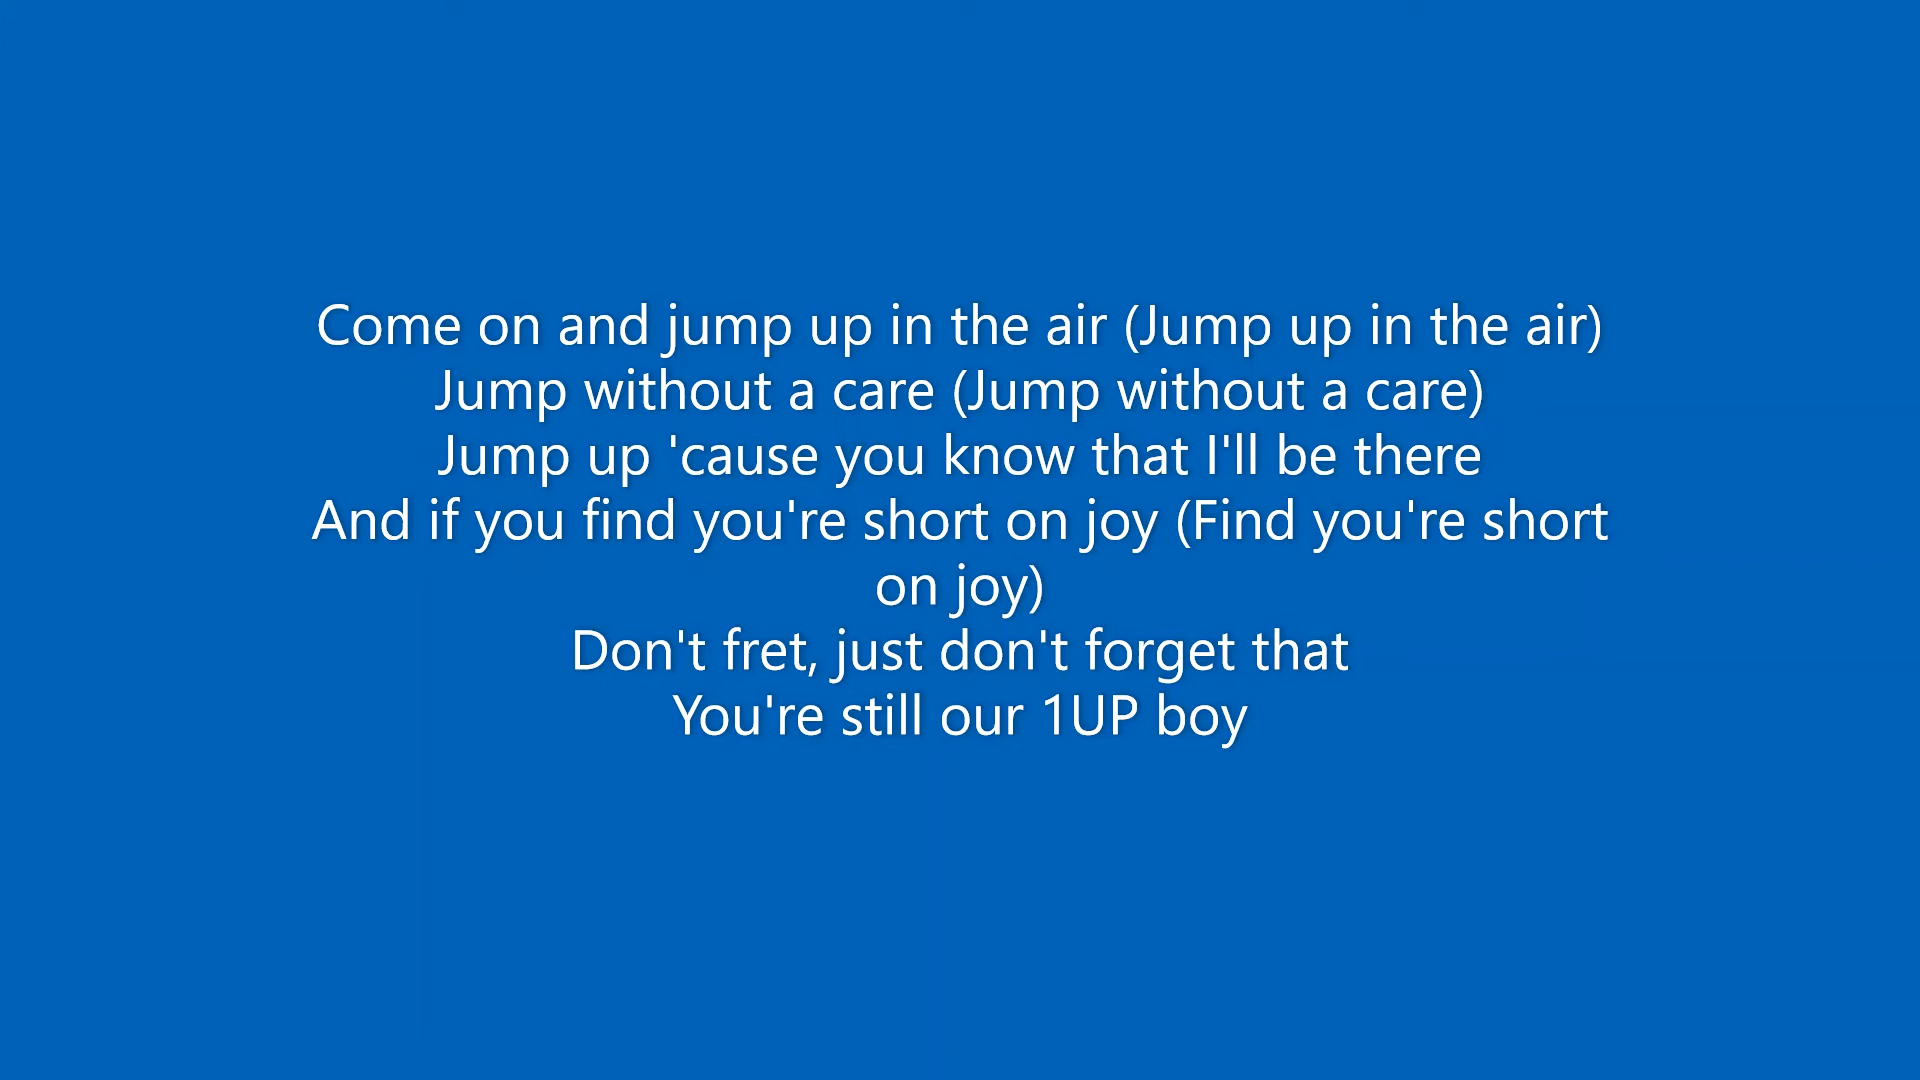 Come on and jump up in the air (Jump up in the air)
Jump without a care (Jump without a care)
Jump up 'cause you know that I'll be there
And if you find you're short on joy (Find you're short
on joy)
Don't fret, just don't forget that
You're still our 1UP boy